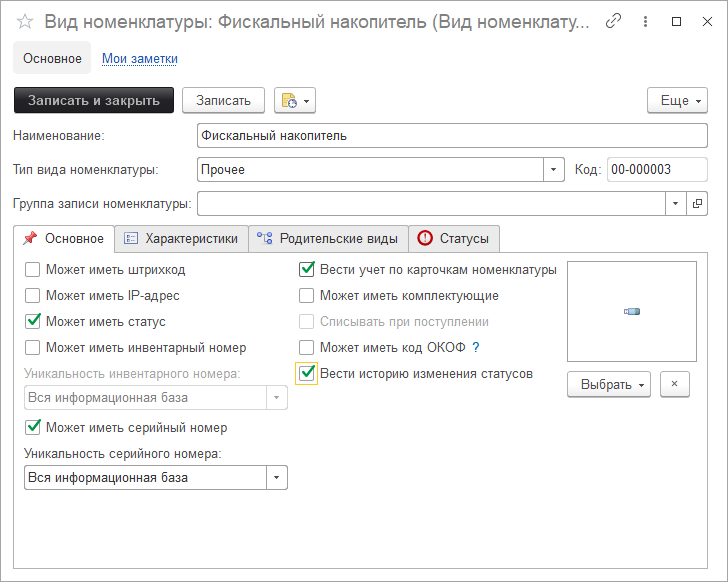 Вид номенклатуры: Фискальный накопитель (Вид номенклату...
Основное Мои заметки
Записать и закрыть Записать Еще
Наименование: Фискальный накопитель
Тип вида номенклатуры: Прочее Код: 00-000003
Группа записи номенклатуры:
Основное Характеристики Родительские виды Статусы
Может иметь штрихкод Вести учет по карточкам номенклатуры
Может иметь IP-адрес Может иметь комплектующие
Может иметь статус Списывать при поступлении
Может иметь инвентарный номер Может иметь код ОКОФ ?
Уникальность инвентарного номера: Вести историю изменения статусов
Вся информационная база Выбрать ×
Может иметь серийный номер
Уникальность серийного номера:
Вся информационная база